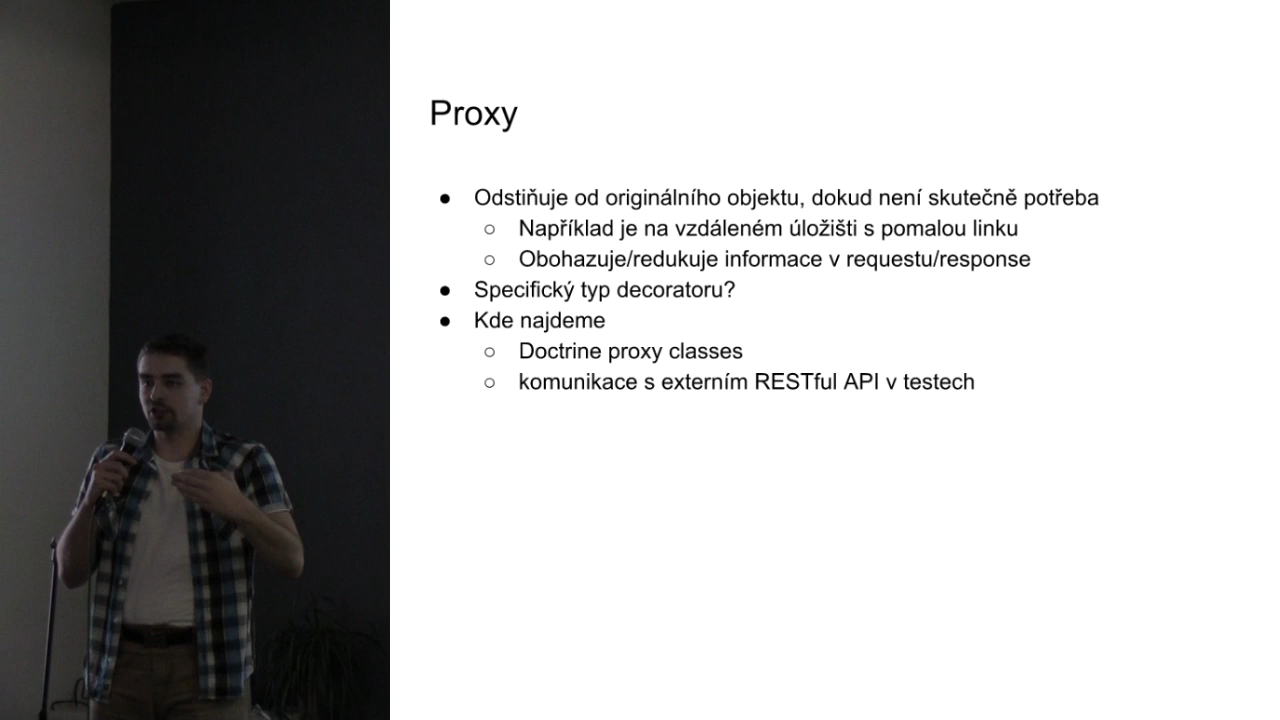 Proxy
● Odstiňuje od originálního objektu, dokud není skutečně potřeba
○ Například je na vzdáleném úložišti s pomalou linku
○ Obohazuje/redukuje informace v requestu/response
● Specifický typ decoratoru?
● Kde najdeme
○ Doctrine proxy classes
○ komunikace s externím RESTful API v testech